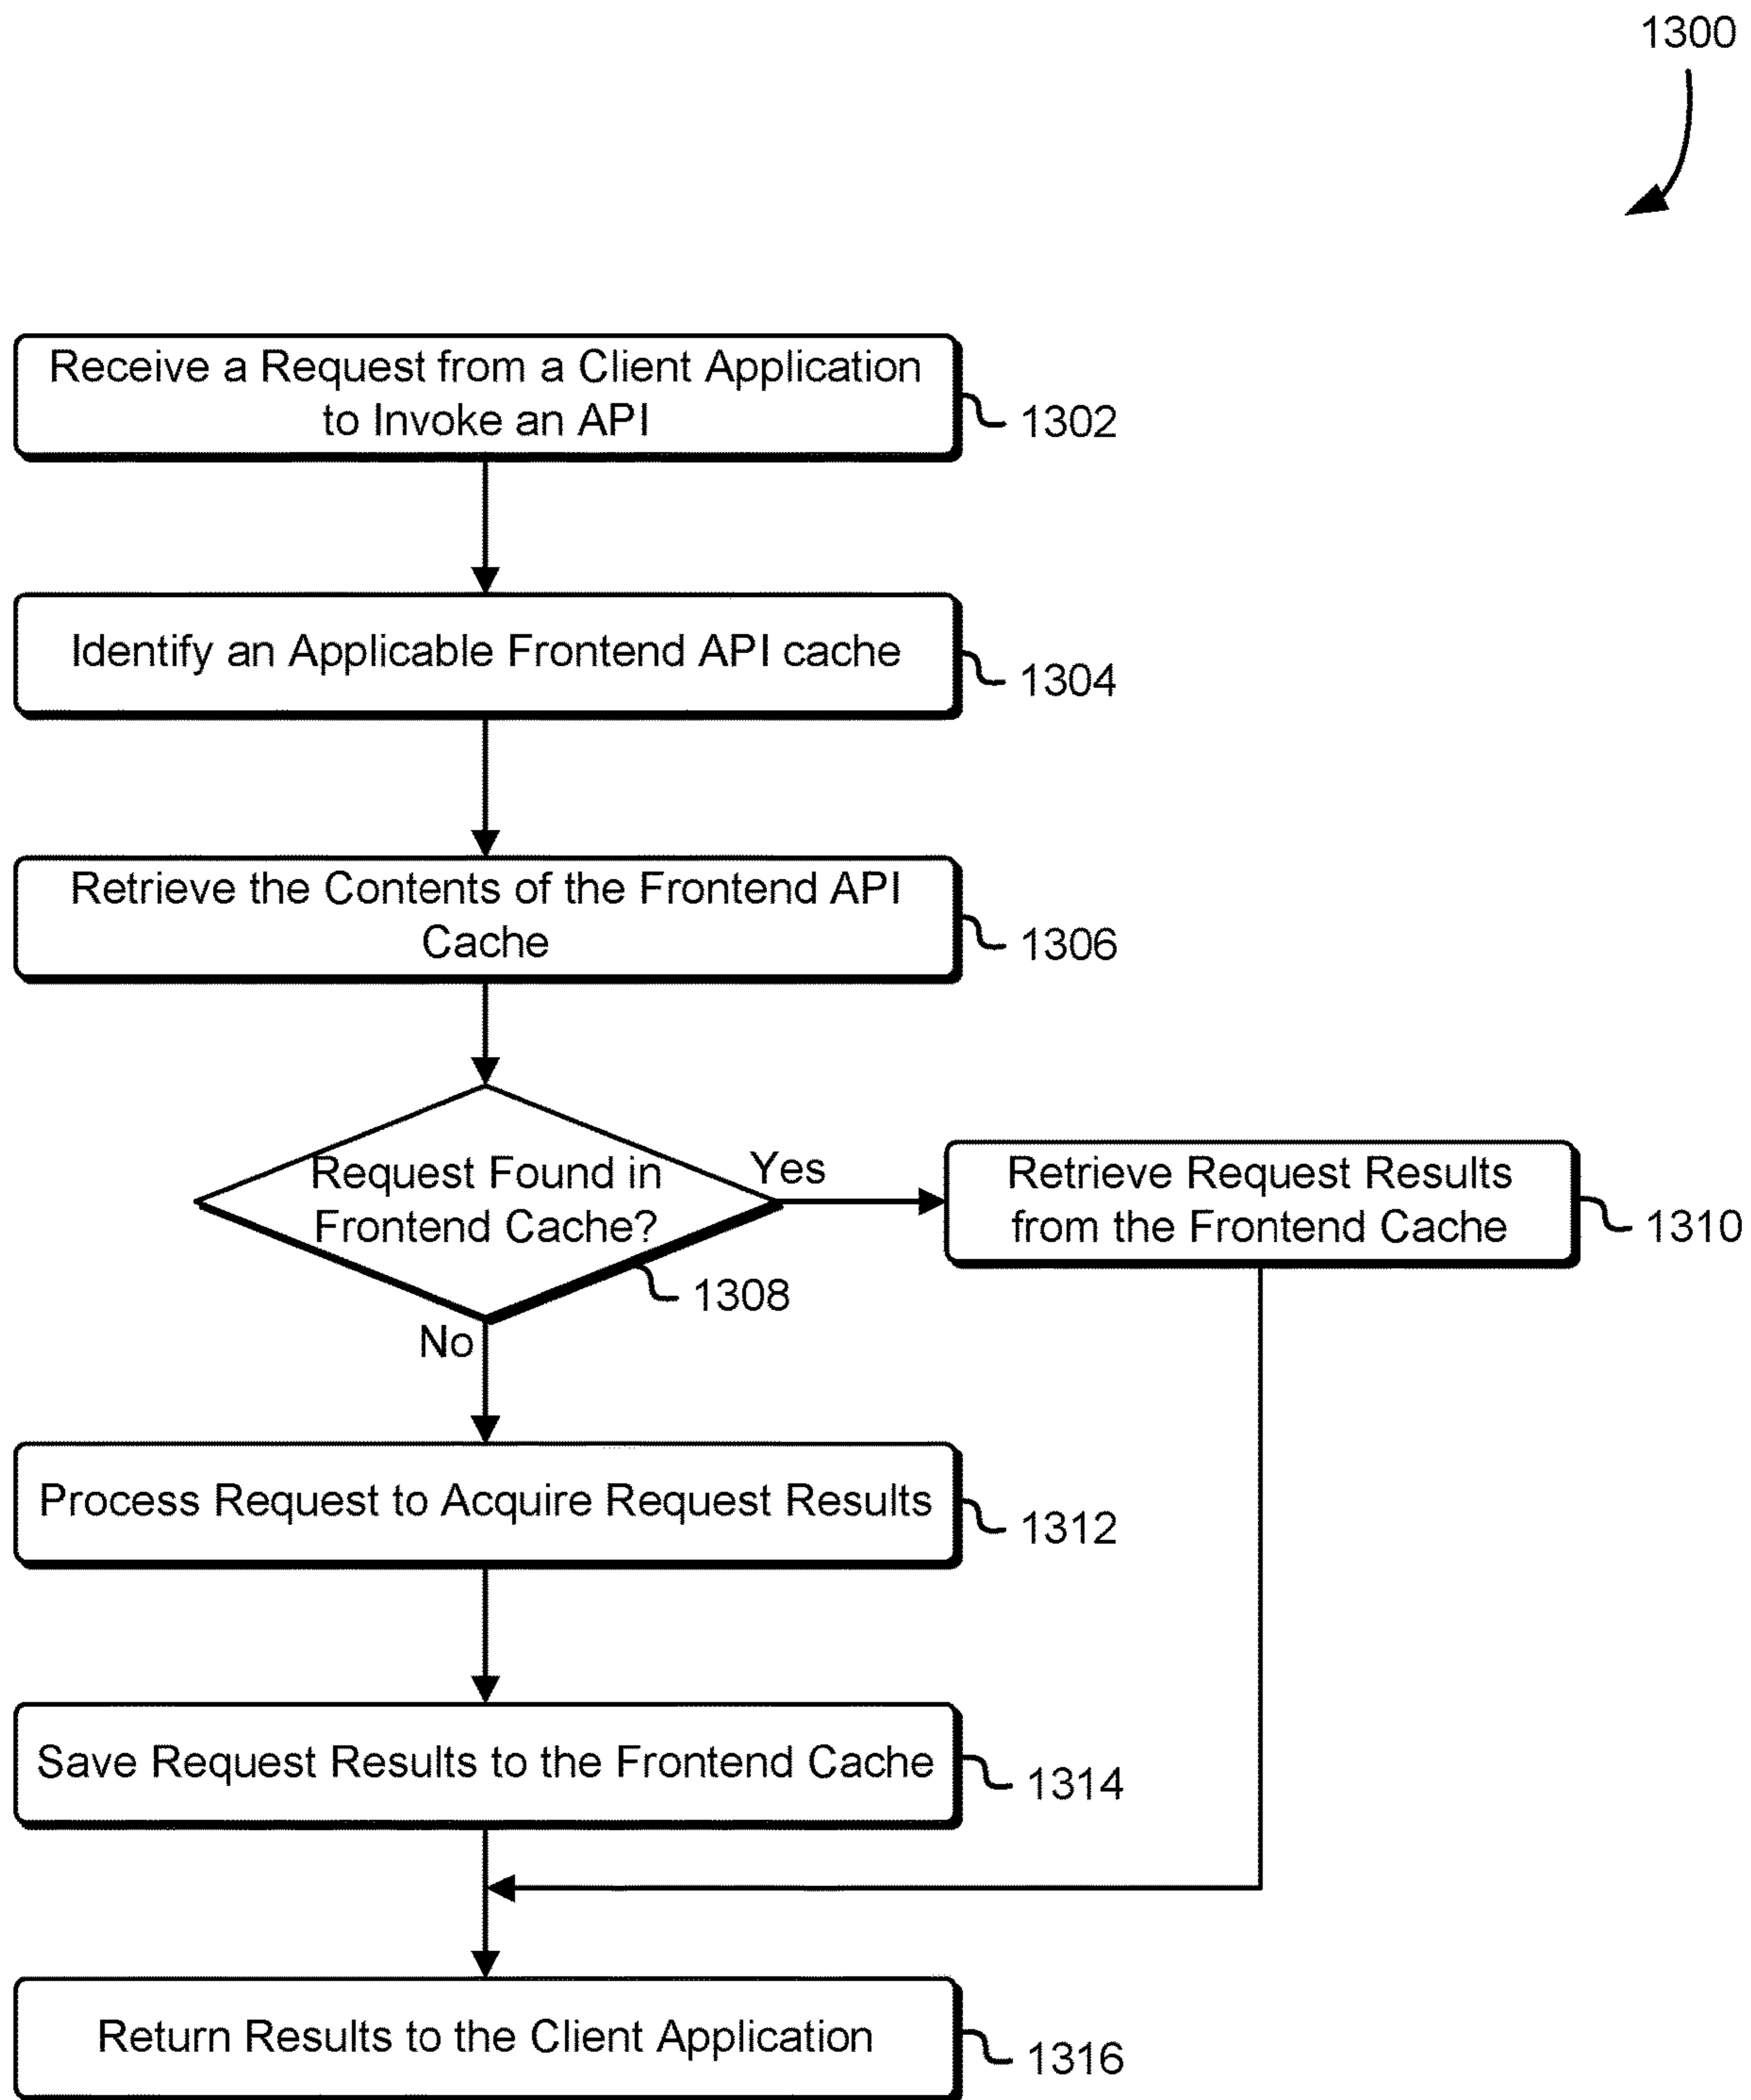 1300
Receive a Request from a Client Application
to Invoke an API
1302
Identify an Applicable Frontend API cache
1304
Retrieve the Contents of the Frontend API
Cache
1306
Request Found in
Frontend Cache?
Yes
1308
No
Retrieve Request Results
from the Frontend Cache
1310
Process Request to Acquire Request Results
1312
Save Request Results to the Frontend Cache
1314
Return Results to the Client Application
1316